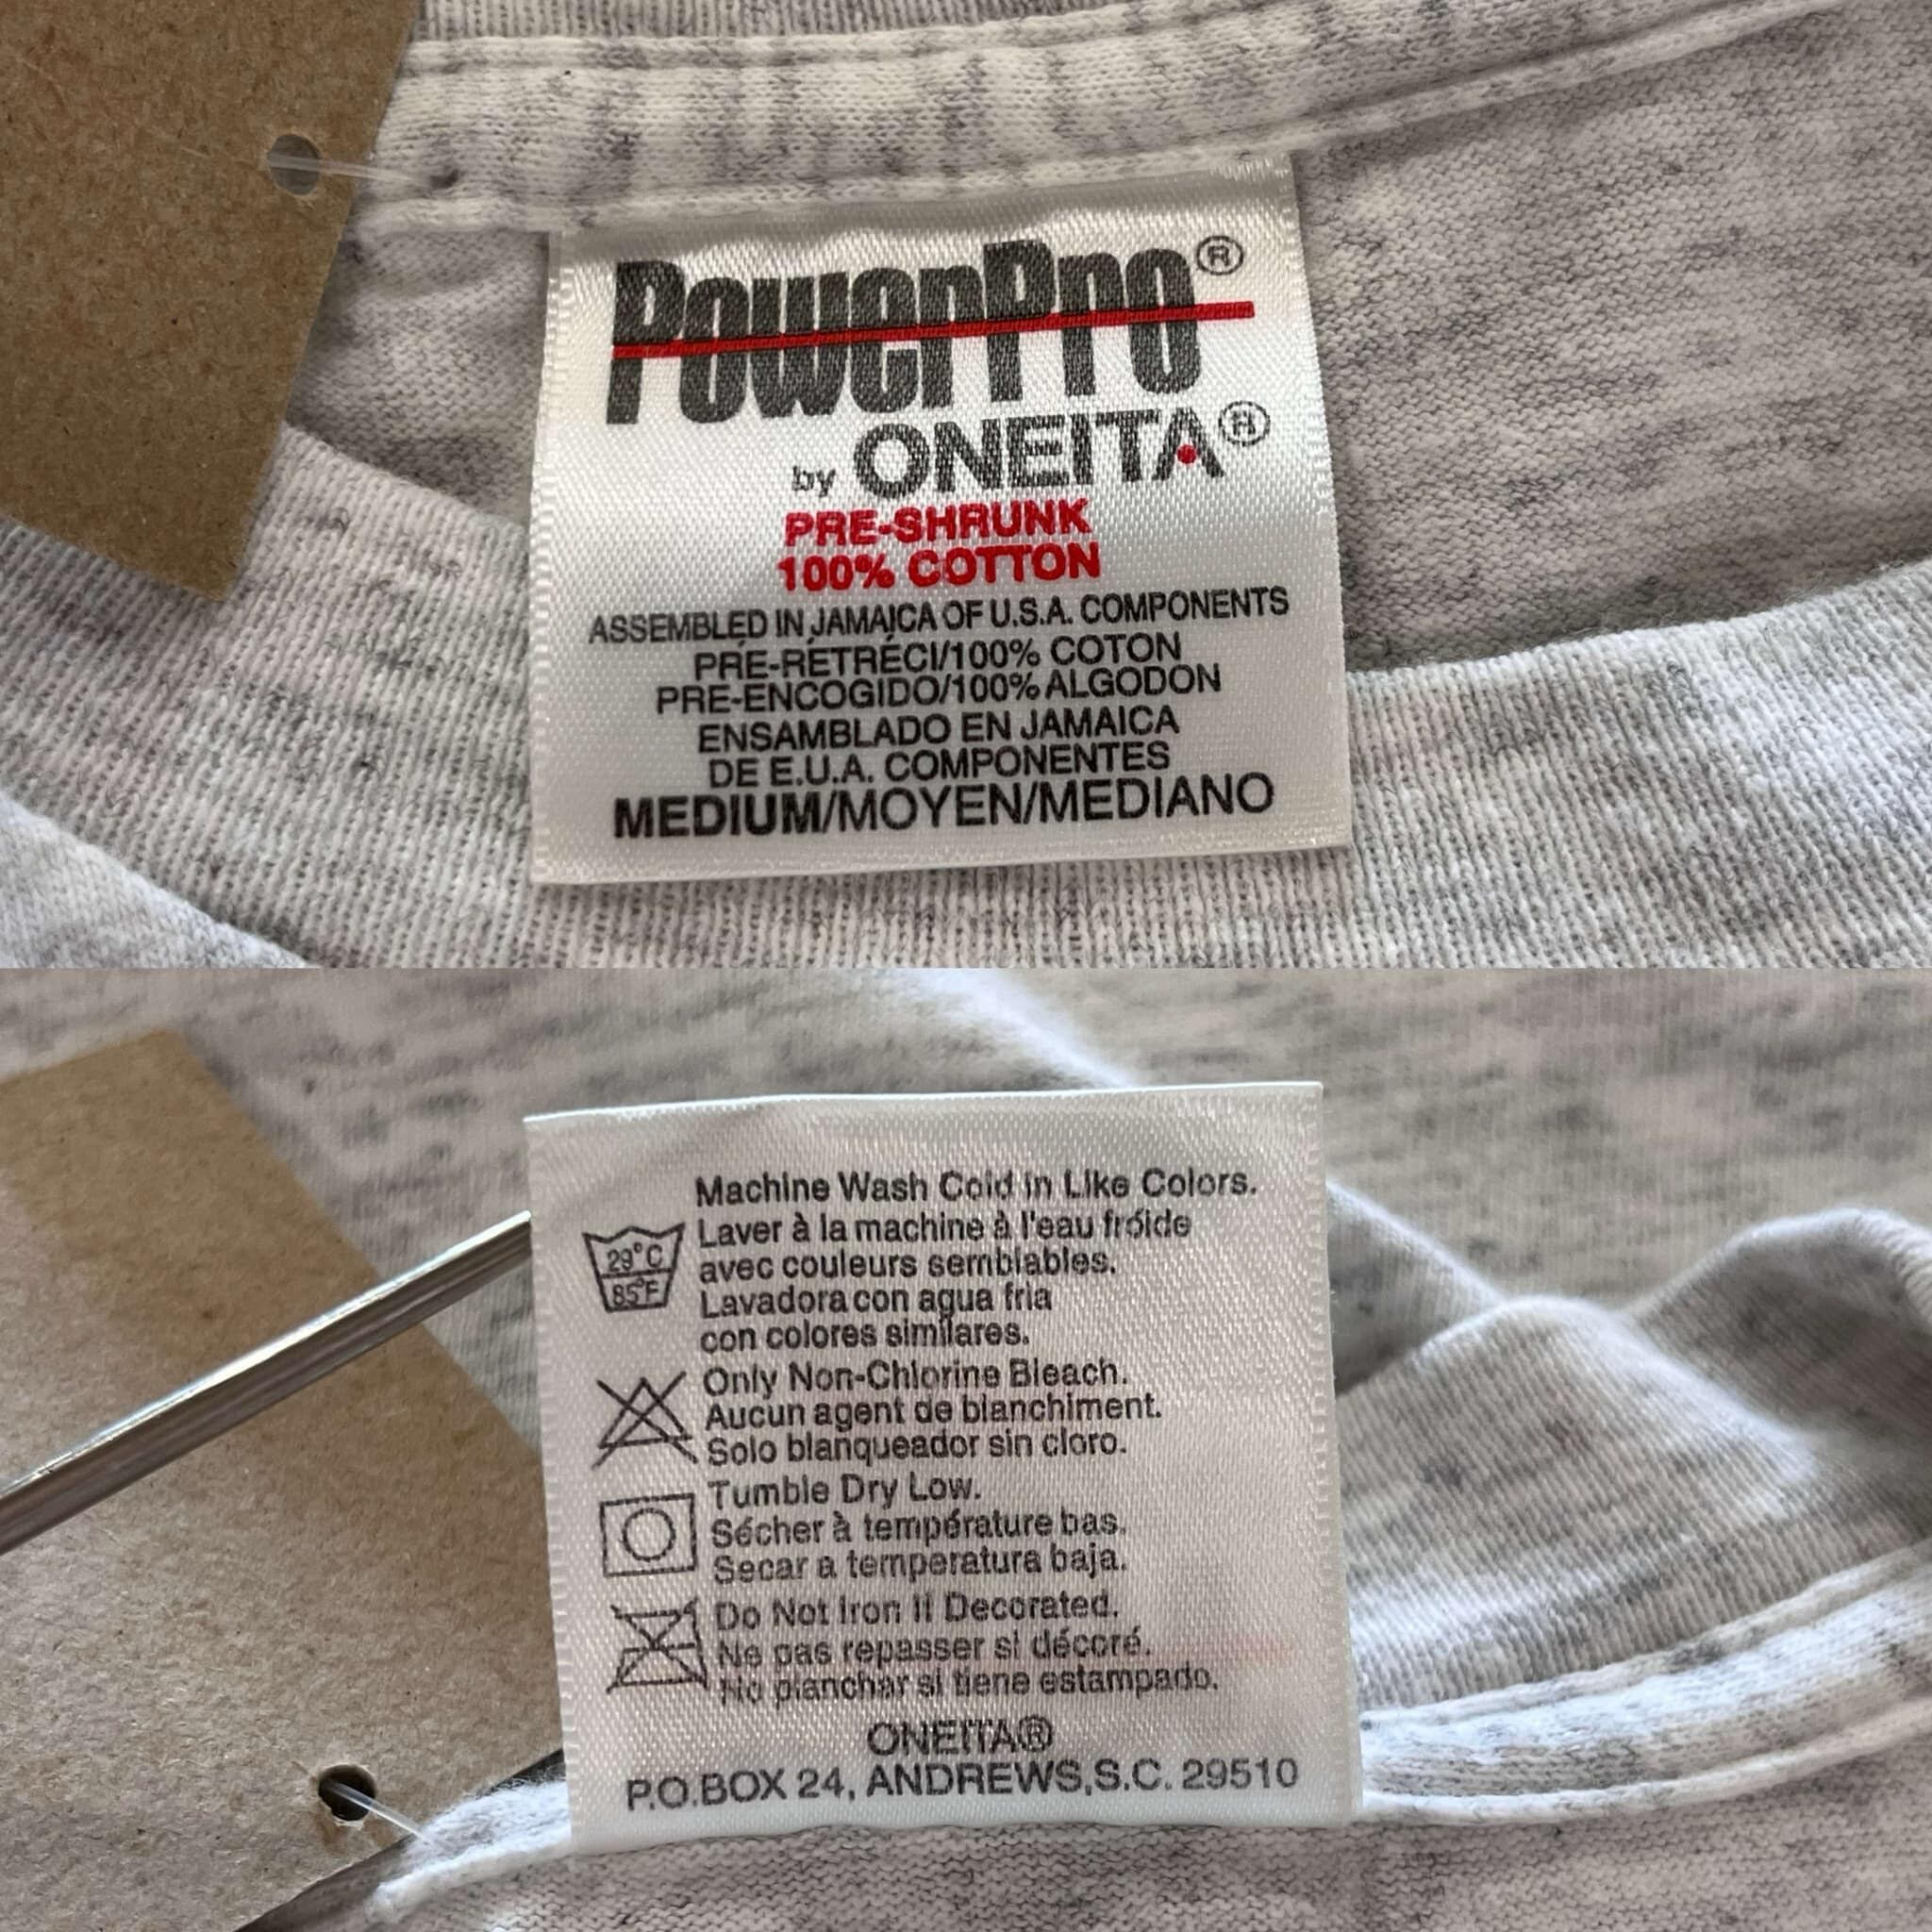 PowerPro®
by ONEITA®
PRE-SHRUNK
100% COTTON
ASSEMBLED IN JAMAICA OF U.S.A. COMPONENTS
PRÉ-RÉTRÉCI/100% COTON
PRE-ENCOGIDO/100% ALGODON
ENSAMBLADO EN JAMAICA
DE E.U.A. COMPONENTES
MEDIUM/MOYEN/MEDIANO
Machine Wash Cold in Like Colors.
Laver à la machine à l'eau fróide
29°C
85°F
avec couleurs semblables.
Lavadora con agua fria
con colores similares.
Only Non-Chlorine Bleach.
Aucun agent de blanchiment.
Solo blanqueador sin cloro.
Tumble Dry Low.
Sécher à température bas.
Secar a temperatura baja.
Do Not Iron If Decorated.
Ne pas repasser si décoré.
No planchar si tiene estampado.
ONEITA®
P.O.BOX 24, ANDREWS,S.C. 29510